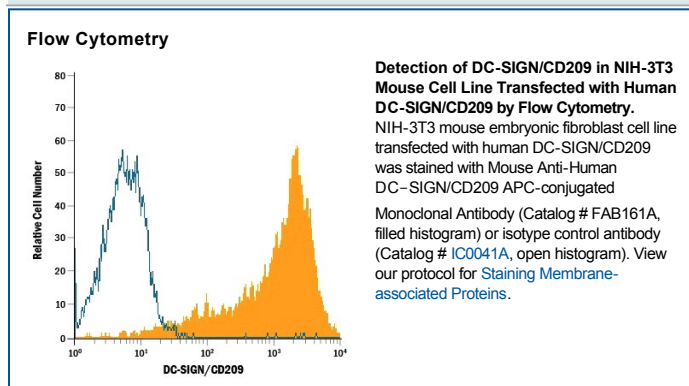 Flow Cytometry
80
70
60
50
40
30
20
10
0
Relative Cell Number
10⁰ 10¹ 10² 10³ 10⁴
DC-SIGN/CD209
Detection of DC-SIGN/CD209 in NIH-3T3
Mouse Cell Line Transfected with Human
DC-SIGN/CD209 by Flow Cytometry.
NIH-3T3 mouse embryonic fibroblast cell line
transfected with human DC-SIGN/CD209
was stained with Mouse Anti-Human
DC-SIGN/CD209 APC-conjugated
Monoclonal Antibody (Catalog # FAB161A,
filled histogram) or isotype control antibody
(Catalog # IC0041A, open histogram). View
our protocol for Staining Membrane-
associated Proteins.